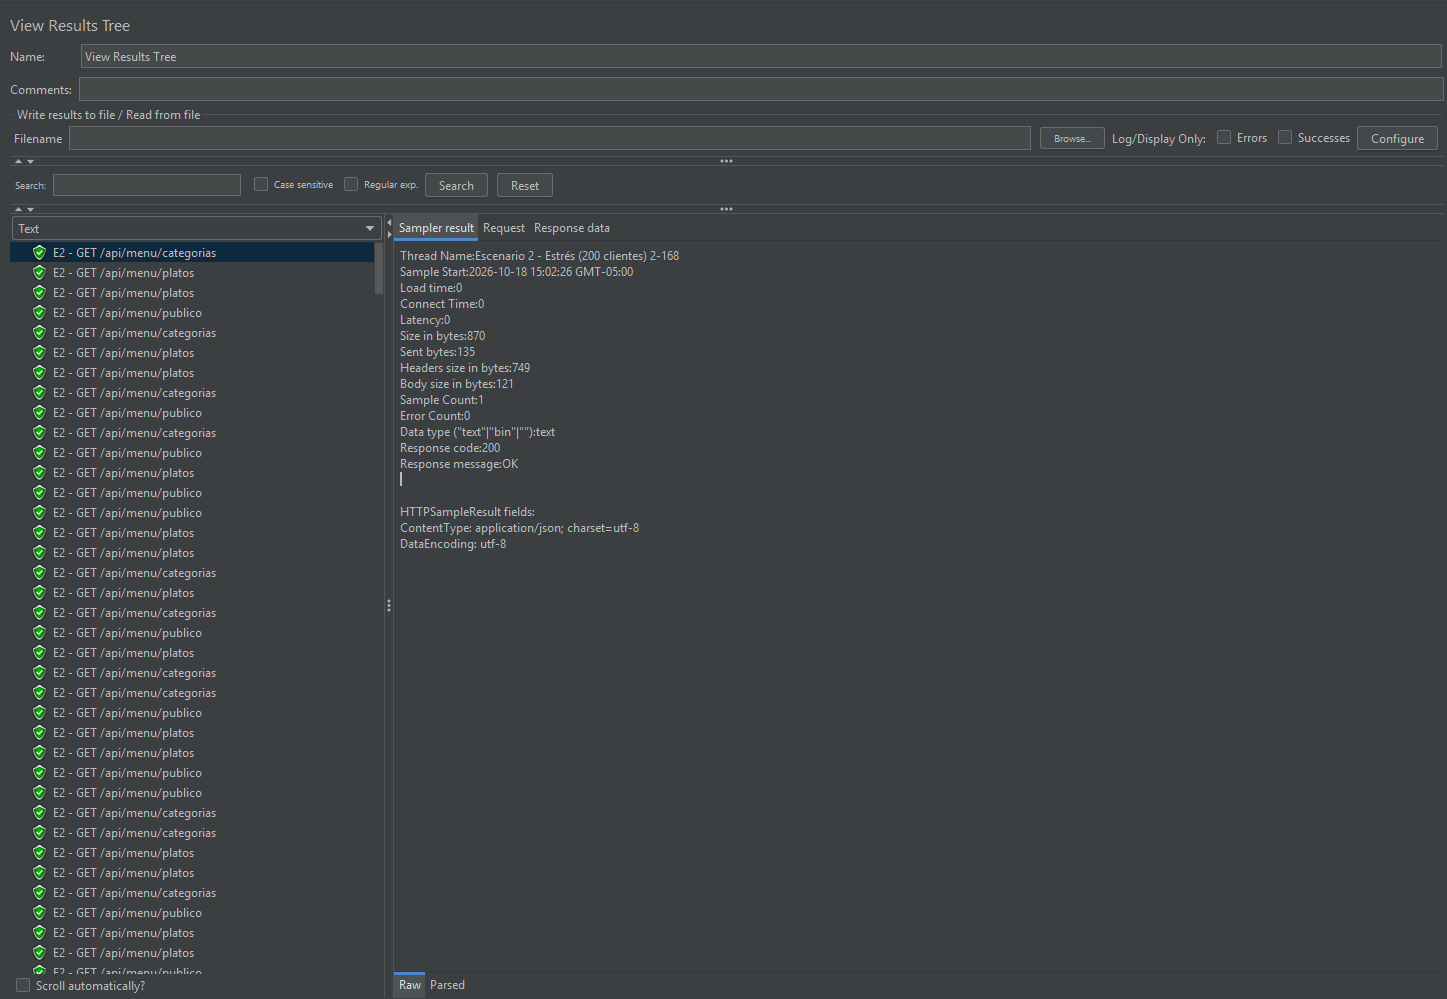 View Results Tree
Name: View Results Tree
Comments:
Write results to file / Read from file
Filename Browse... Log/Display Only: Errors Successes Configure
Search: Case sensitive Regular exp. Search Reset
Text
E2 - GET /api/menu/categorias
E2 - GET /api/menu/platos
E2 - GET /api/menu/platos
E2 - GET /api/menu/publico
E2 - GET /api/menu/categorias
E2 - GET /api/menu/platos
E2 - GET /api/menu/platos
E2 - GET /api/menu/categorias
E2 - GET /api/menu/publico
E2 - GET /api/menu/categorias
E2 - GET /api/menu/publico
E2 - GET /api/menu/platos
E2 - GET /api/menu/publico
E2 - GET /api/menu/publico
E2 - GET /api/menu/platos
E2 - GET /api/menu/platos
E2 - GET /api/menu/categorias
E2 - GET /api/menu/platos
E2 - GET /api/menu/categorias
E2 - GET /api/menu/publico
E2 - GET /api/menu/platos
E2 - GET /api/menu/categorias
E2 - GET /api/menu/categorias
E2 - GET /api/menu/publico
E2 - GET /api/menu/platos
E2 - GET /api/menu/platos
E2 - GET /api/menu/publico
E2 - GET /api/menu/publico
E2 - GET /api/menu/categorias
E2 - GET /api/menu/categorias
E2 - GET /api/menu/platos
E2 - GET /api/menu/platos
E2 - GET /api/menu/categorias
E2 - GET /api/menu/publico
E2 - GET /api/menu/platos
E2 - GET /api/menu/platos
E2 - GET /api/menu/publico
Scroll automatically?
Sampler result Request Response data
Thread Name:Escenario 2 - Estrés (200 clientes) 2-168
Sample Start:2026-10-18 15:02:26 GMT-05:00
Load time:0
Connect Time:0
Latency:0
Size in bytes:870
Sent bytes:135
Headers size in bytes:749
Body size in bytes:121
Sample Count:1
Error Count:0
Data type ("text"|"bin"|""):text
Response code:200
Response message:OK
HTTPSampleResult fields:
ContentType: application/json; charset=utf-8
DataEncoding: utf-8
Raw Parsed